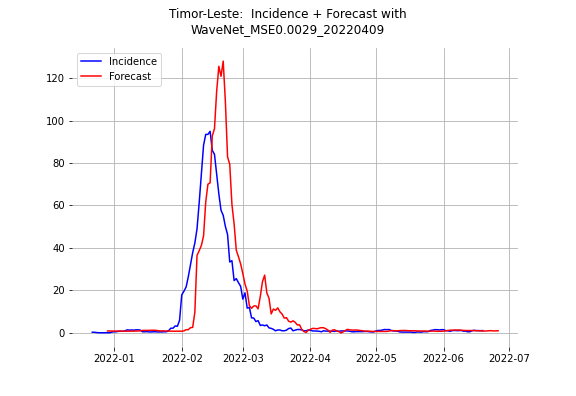 Timor-Leste:  Incidence + Forecast with
WaveNet_MSE0.0029_20220409
Incidence
Forecast
120
100
80
60
40
20
0
2022-01 2022-02 2022-03 2022-04 2022-05 2022-06 2022-07